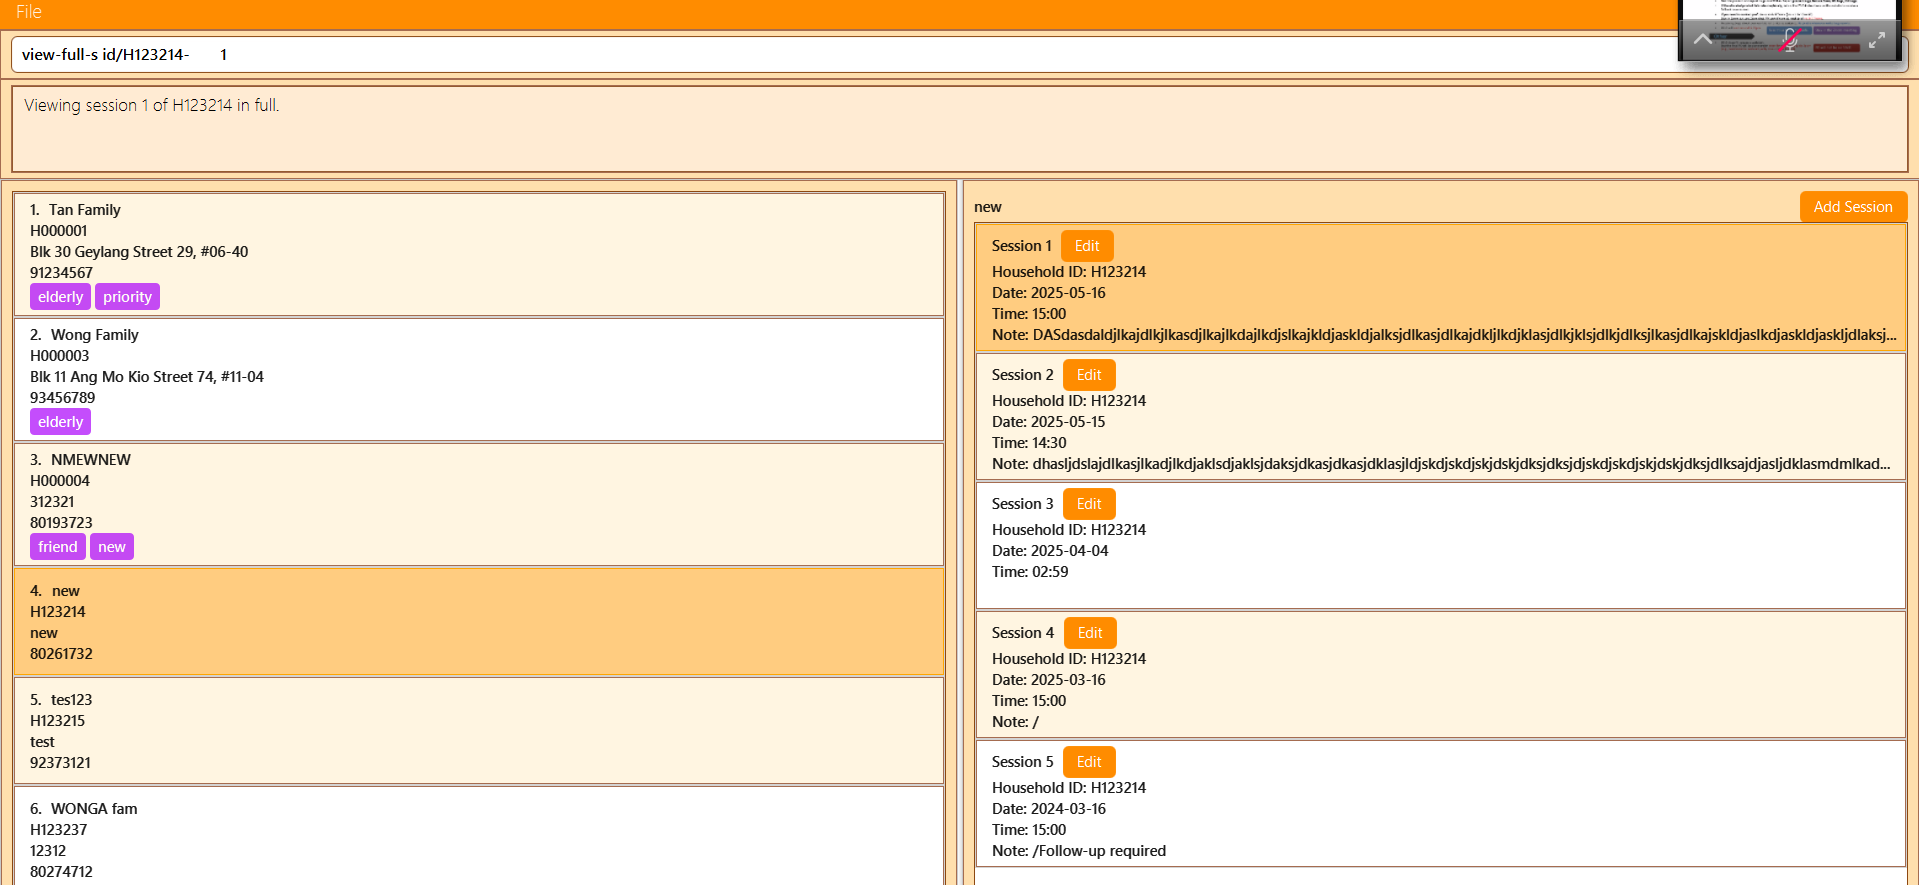 File
view-full-s id/H123214-      1
Viewing session 1 of H123214 in full.
1.  Tan Family
H000001
Blk 30 Geylang Street 29, #06-40
91234567
elderly priority
2.  Wong Family
H000003
Blk 11 Ang Mo Kio Street 74, #11-04
93456789
elderly
3.  NMEWNEW
H000004
312321
80193723
friend new
4.  new
H123214
new
80261732
5.  tes123
H123215
test
92373121
6.  WONGA fam
H123237
12312
80274712
new
Add Session
Session 1 Edit
Household ID: H123214
Date: 2025-05-16
Time: 15:00
Note:
Session 2 Edit
Household ID: H123214
Date: 2025-05-15
Time: 14:30
Note:
Session 3 Edit
Household ID: H123214
Date: 2025-04-04
Time: 02:59
Session 4 Edit
Household ID: H123214
Date: 2025-03-16
Time: 15:00
Note: /
Session 5 Edit
Household ID: H123214
Date: 2024-03-16
Time: 15:00
Note: /Follow-up required